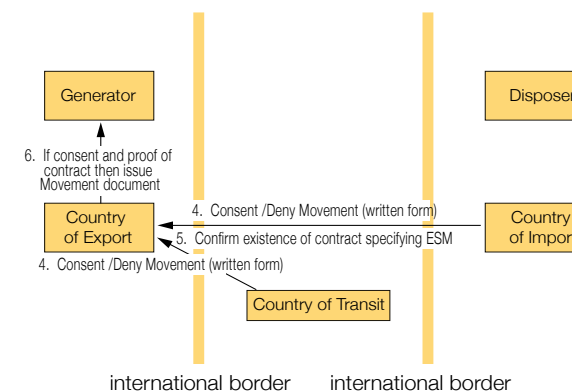 Generator
Disposer
6. If consent and proof of
contract then issue
Movement document
4. Consent /Deny Movement (written form)
Country
of Export
Country
of Impor
5. Confirm existence of contract specifying ESM
4. Consent /Deny Movement (written form)
Country of Transit
international border
international border